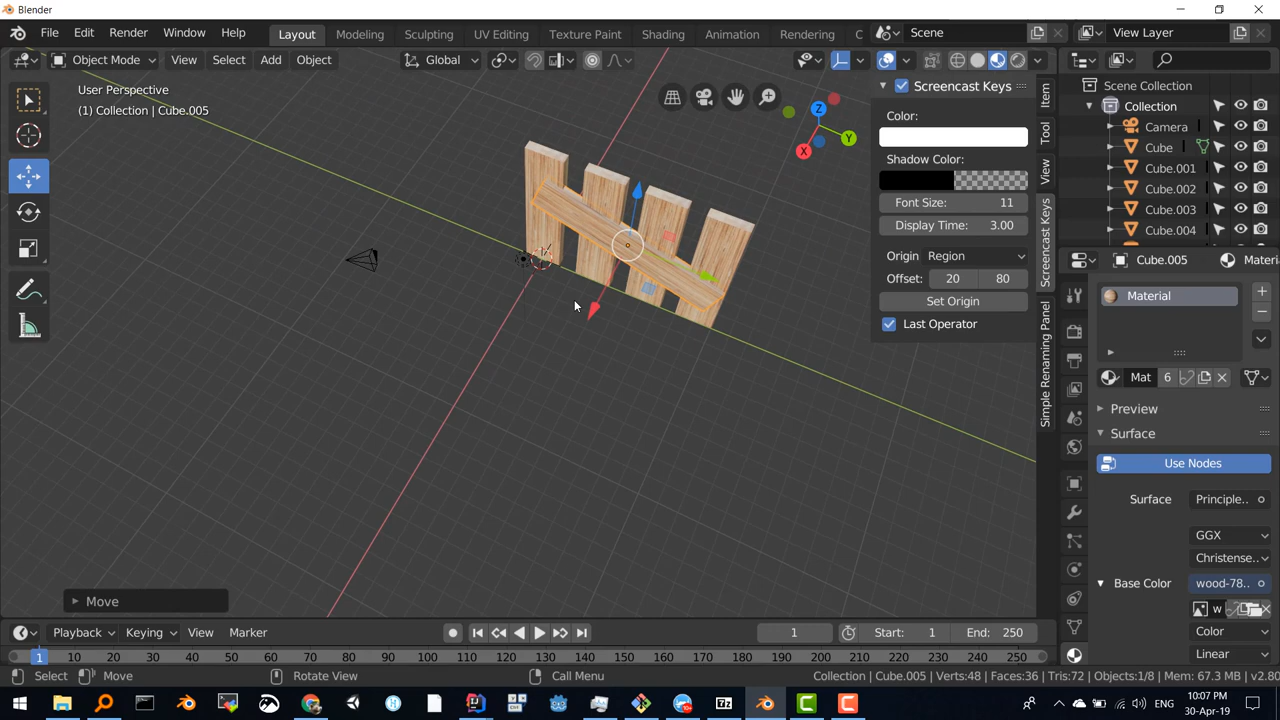 Blender
File Edit Render Window Help Layout Modeling Sculpting UV Editing Texture Paint Shading Animation Rendering C Scene View Layer
Object Mode View Select Add Object Global
User Perspective
(1) Collection | Cube.005
Z
Y
X
Screencast Keys
Color:
Shadow Color:
Font Size: 11
Display Time: 3.00
Origin Region
Offset: 20 80
Set Origin
Last Operator
Item
Tool
View
Screencast Keys
Simple Renaming Panel
Scene Collection
Collection
Camera
Cube
Cube.001
Cube.002
Cube.003
Cube.004
Cube.005 Materi
Material
Mat 6
Preview
Surface
Use Nodes
Surface Principle..
GGX
Christense..
Base Color wood-78..
w
Color
Linear
Move
Playback Keying View Marker 1 Start: 1 End: 250
1 10 20 30 40 50 60 70 80 90 100 110 120 130 140 150 160 170 180 190 200 210 220 230 240 250
Select Move Rotate View Call Menu Collection | Cube.005 | Verts:48 | Faces:36 | Tris:72 | Objects:1/8 | Mem: 67.3 MB | v2.80
ENG
10:07 PM
30-Apr-19